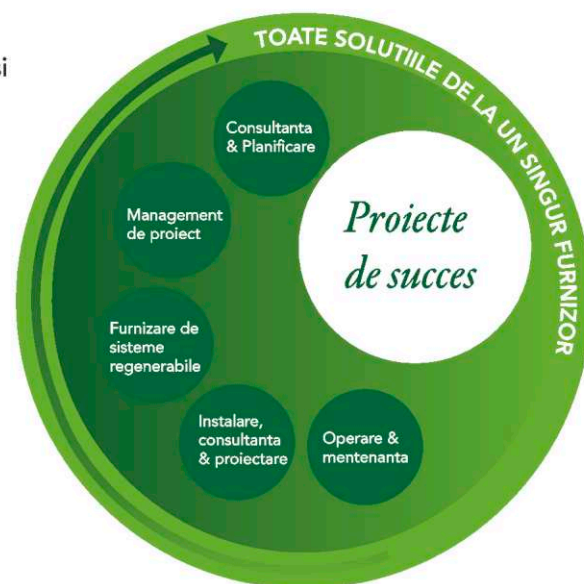 si
TOATE SOLUTIILE DE LA UN SINGUR FURNIZOR
Consultanta
& Planificare
Management
de proiect
Proiecte
de succes
Furnizare de
sisteme
regenerabile
Instalare,
consultanta
& proiectare
Operare &
mentenanta